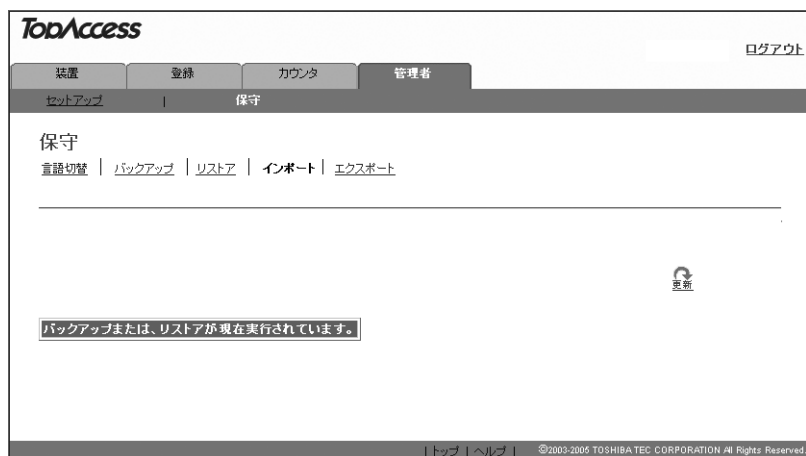 TopAccess
ログアウト
装置 登録 カウンタ 管理者
セットアップ | 保守
保守
言語切替 | バックアップ | リストア | インポート | エクスポート
更新
バックアップまたは、リストアが現在実行されています。
| トップ | ヘルプ | ©2003-2005 TOSHIBA TEC CORPORATION All Rights Reserved.